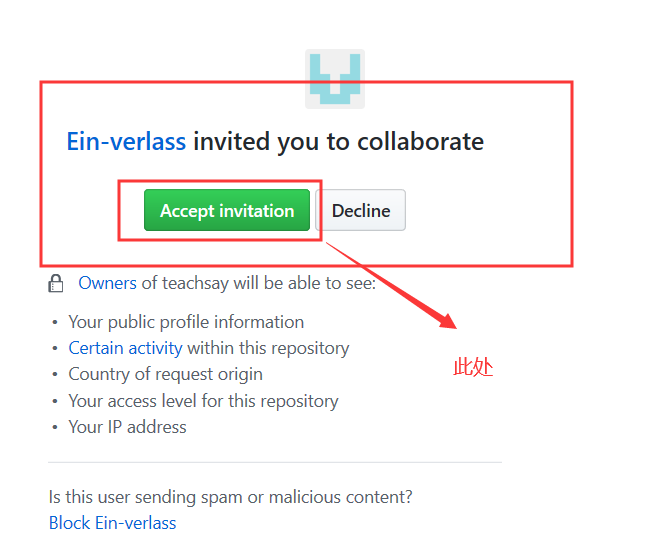 Ein-verlass invited you to collaborate
Accept invitation Decline
Owners of teachsay will be able to see:
• Your public profile information
• Certain activity within this repository
• Country of request origin
• Your access level for this repository
• Your IP address
此处
Is this user sending spam or malicious content?
Block Ein-verlass